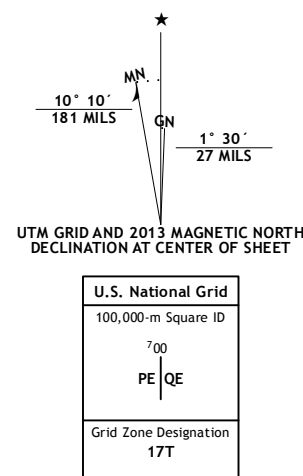 ★
MN
10° 10´
181 MILS
GN
1° 30´
27 MILS
UTM GRID AND 2013 MAGNETIC NORTH
DECLINATION AT CENTER OF SHEET
U.S. National Grid
100,000-m Square ID
⁷00
PE QE
Grid Zone Designation
17T